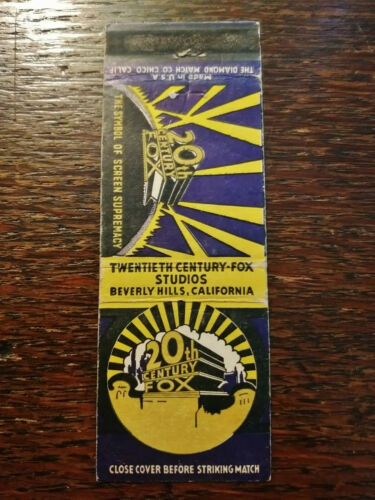 Made in U.S.A.
THE DIAMOND MATCH CO. CHICO, CALIF.
THE SYMBOL OF SCREEN SUPREMACY
20th
CENTURY
FOX
TWENTIETH CENTURY-FOX
STUDIOS
BEVERLY HILLS, CALIFORNIA
20th
CENTURY
FOX
CLOSE COVER BEFORE STRIKING MATCH